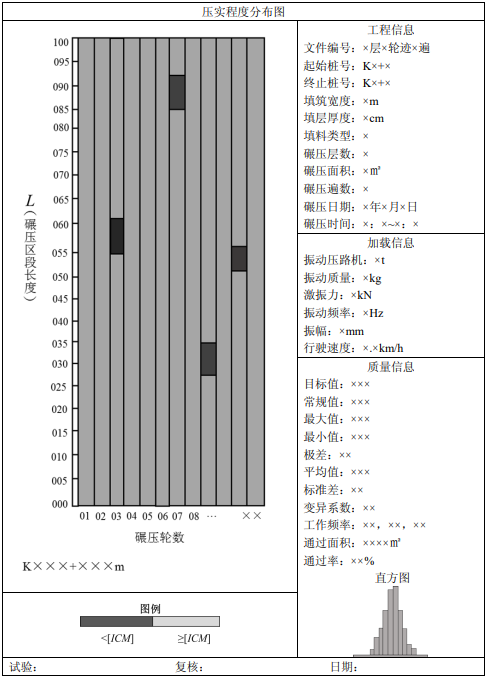 压实程度分布图
100
090
085
080
075
070
065
060
055
050
045
040
035
030
025
020
015
010
005
000
L
(碾压区段长度)
01 02 03 04 05 06 07 08 … ××
碾压轮数
K×××+×××m
图例
<[ICM] ≥[ICM]
工程信息
文件编号：×层×轮迹×遍
起始桩号：K×+×
终止桩号：K×+×
填筑宽度：×m
填层厚度：×cm
填料类型：×
碾压层数：×
碾压面积：×㎡
碾压遍数：×
碾压日期：×年×月×日
碾压时间：×：×~×：×
加载信息
振动压路机：×t
振动质量：×kg
激振力：×kN
振动频率：×Hz
振幅：×mm
行驶速度：×.×km/h
质量信息
目标值：×××
常规值：×××
最大值：×××
最小值：×××
极差：××
平均值：×××
标准差：××
变异系数：××
工作频率：××，××，××
通过面积：××××㎡
通过率：××%
直方图
试验： 复核： 日期：